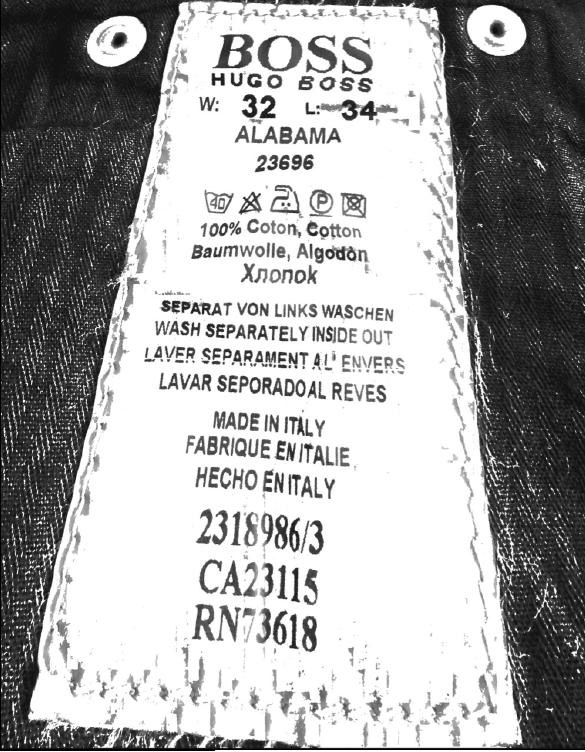 BOSS
HUGO BOSS
W: 32 L: 34
ALABAMA
23696
40 P
100% Coton, Cotton
Baumwolle, Algodon
Хлопок
SEPARAT VON LINKS WASCHEN
WASH SEPARATELY INSIDE OUT
LAVER SEPARAMENT A L' ENVERS
LAVAR SEPORADO AL REVES
MADE IN ITALY
FABRIQUE EN ITALIE
HECHO EN ITALY
2318986/3
CA23115
RN73618